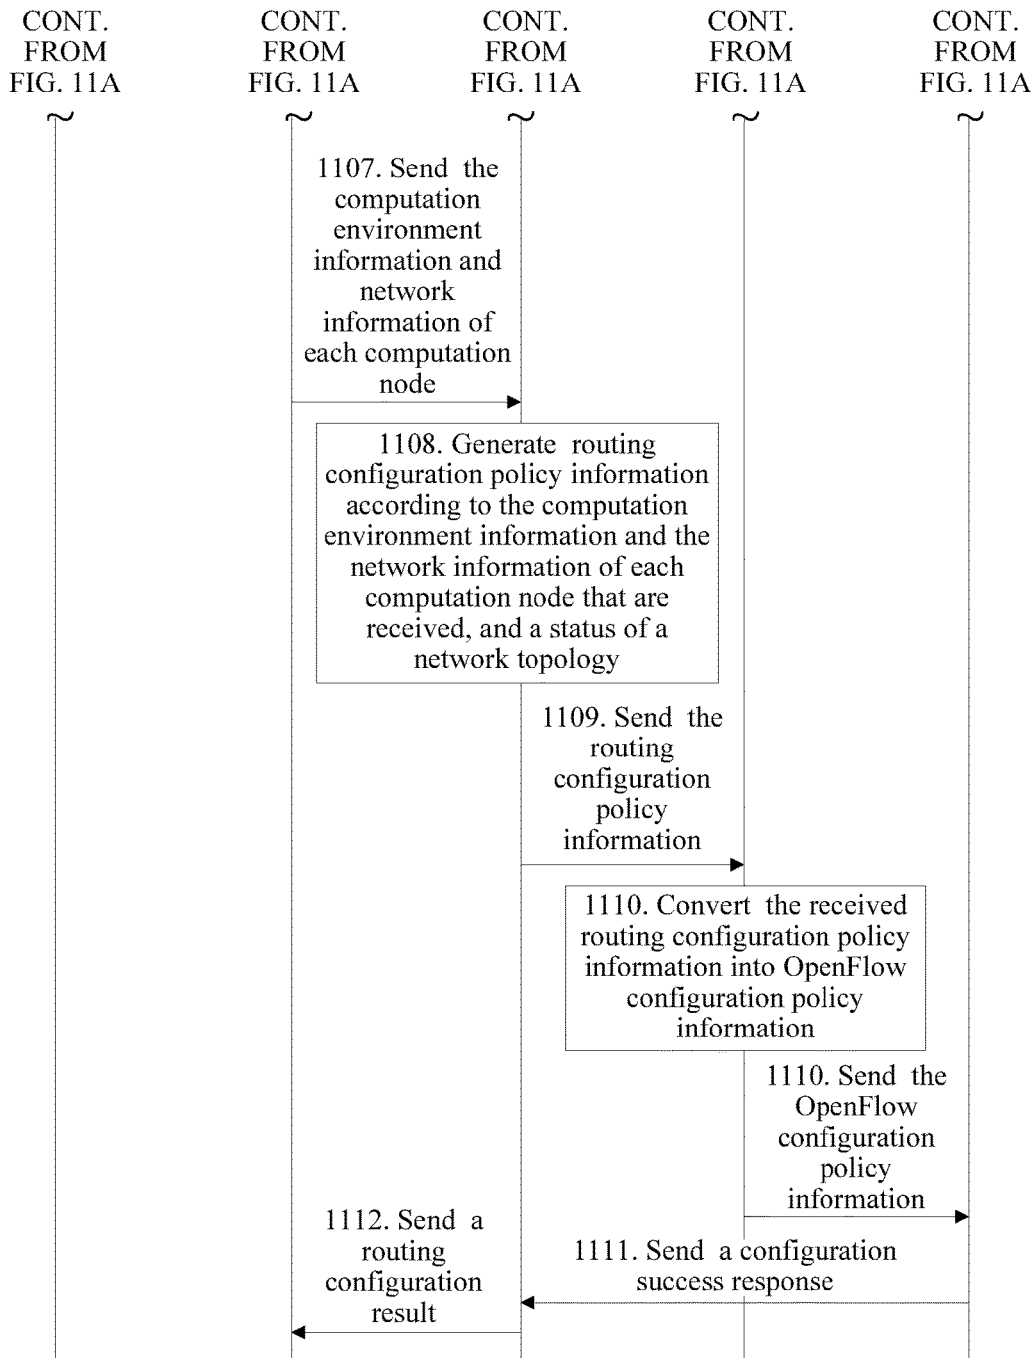 CONT.
FROM
FIG. 11A
CONT.
FROM
FIG. 11A
CONT.
FROM
FIG. 11A
CONT.
FROM
FIG. 11A
CONT.
FROM
FIG. 11A
1107. Send the
computation
environment
information and
network
information of
each computation
node
1108. Generate routing
configuration policy information
according to the computation
environment information and the
network information of each
computation node that are
received, and a status of a
network topology
1109. Send the
routing
configuration
policy
information
1110. Convert the received
routing configuration policy
information into OpenFlow
configuration policy
information
1110. Send the
OpenFlow
configuration
policy
information
1111. Send a configuration
success response
1112. Send a
routing
configuration
result